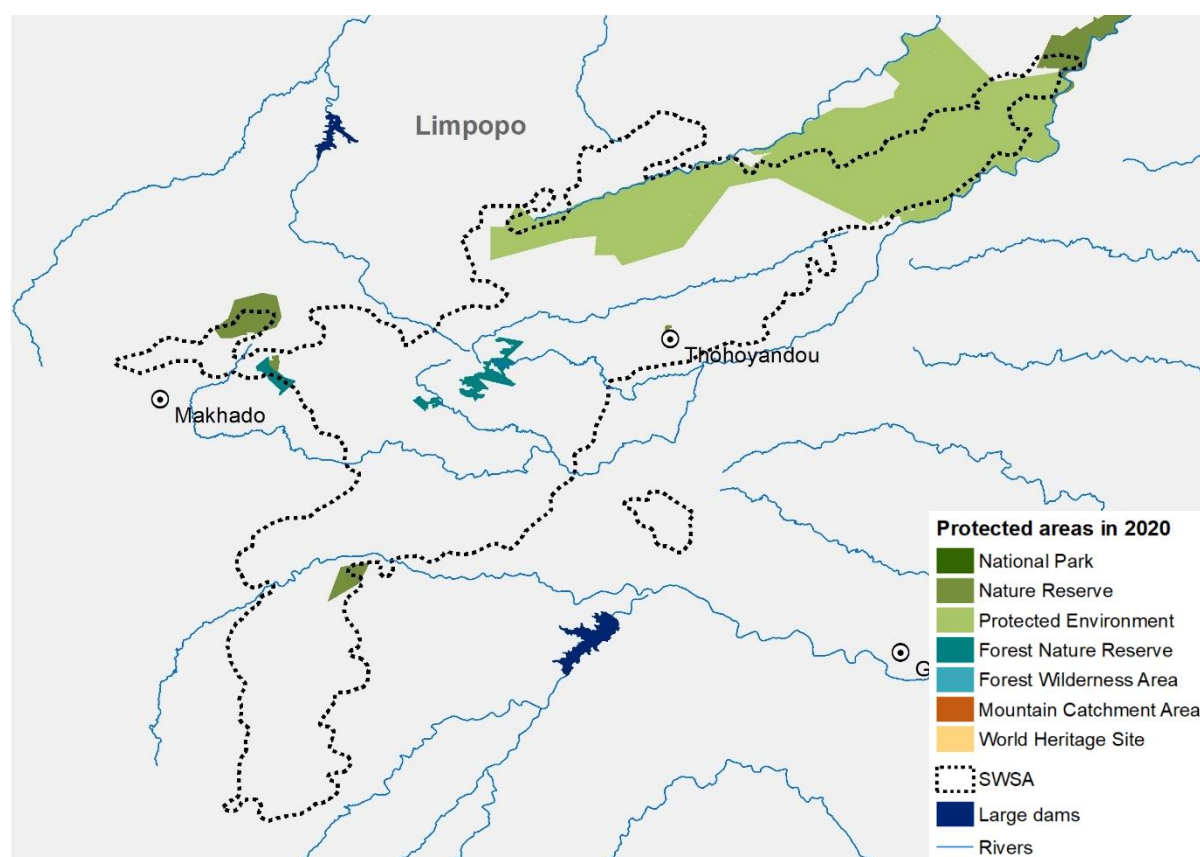 Limpopo
Thohoyandou
Makhado
G
Protected areas in 2020
National Park
Nature Reserve
Protected Environment
Forest Nature Reserve
Forest Wilderness Area
Mountain Catchment Area
World Heritage Site
SWSA
Large dams
Rivers